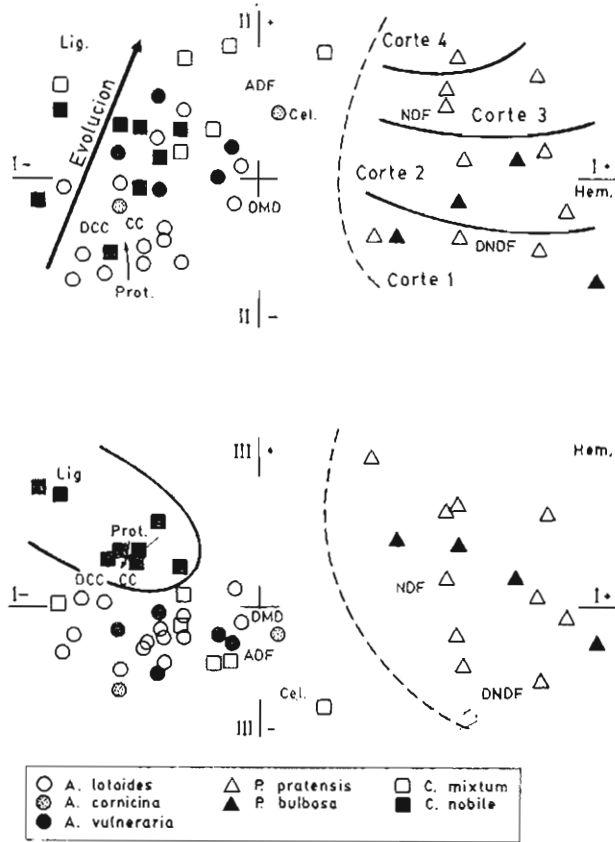 II +
Lig.
Corte 4
ADF
NDF
Cel.
Corte 3
Evolucion
I -
I +
Corte 2
Hem.
DMD
DCC CC
DNDF
Prot.
Corte 1
II -
III +
Hem.
Lig
Prot.
DCC CC
NDF
I -
I +
DMD
ADF
DNDF
Cel.
III -
A. lotoides
P. pratensis
C. mixtum
A. cornicina
P. bulbosa
C. nobile
A. vulneraria